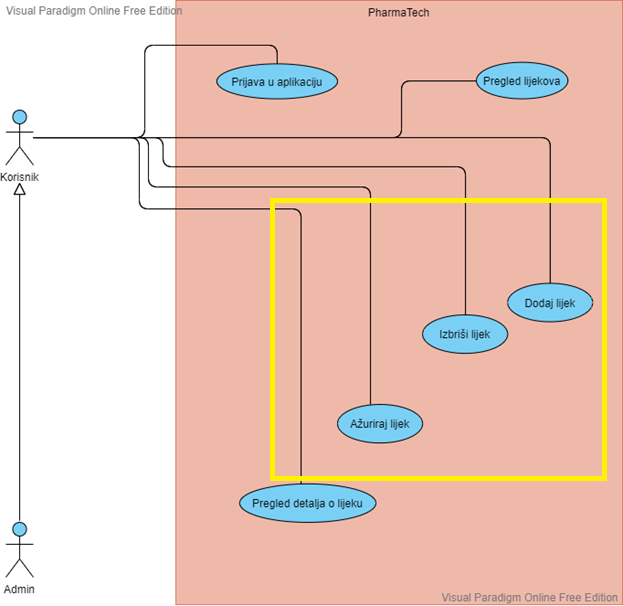 Visual Paradigm Online Free Edition
PharmaTech
Prijava u aplikaciju
Pregled lijekova
Korisnik
Dodaj lijek
Izbriši lijek
Ažuriraj lijek
Pregled detalja o lijeku
Admin
Visual Paradigm Online Free Edition